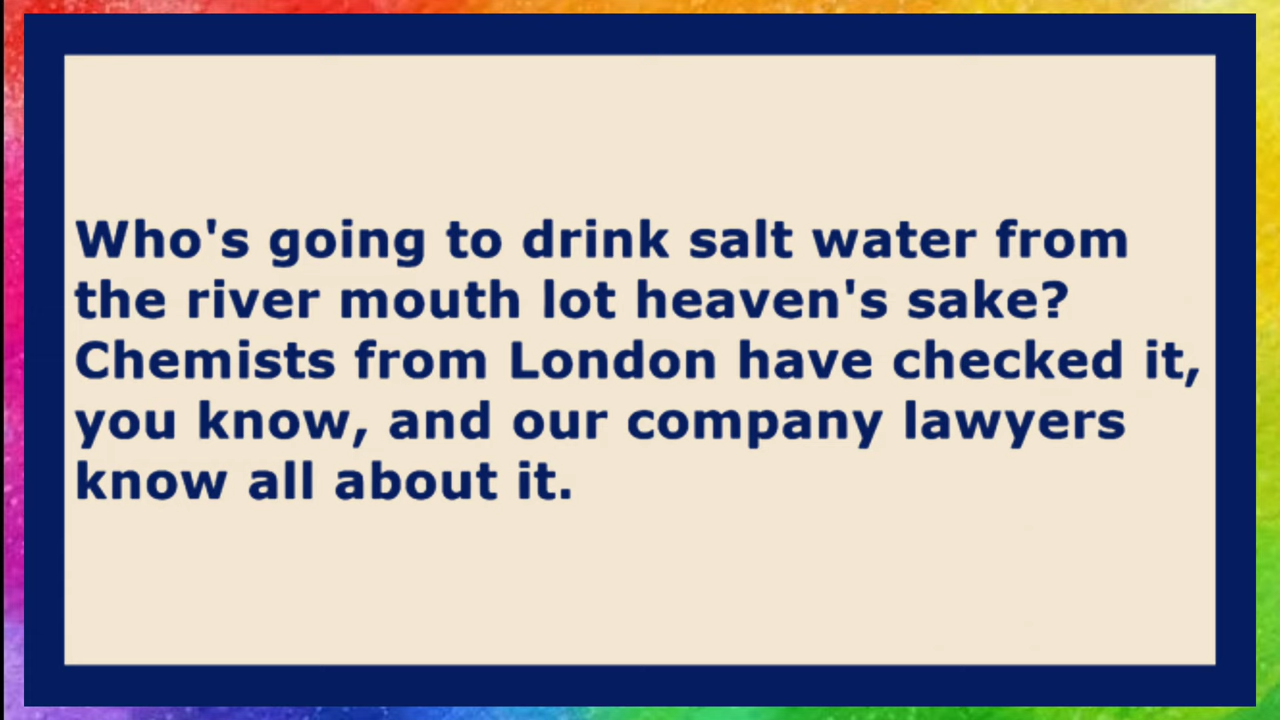 Who's going to drink salt water from
the river mouth lot heaven's sake?
Chemists from London have checked it,
you know, and our company lawyers
know all about it.